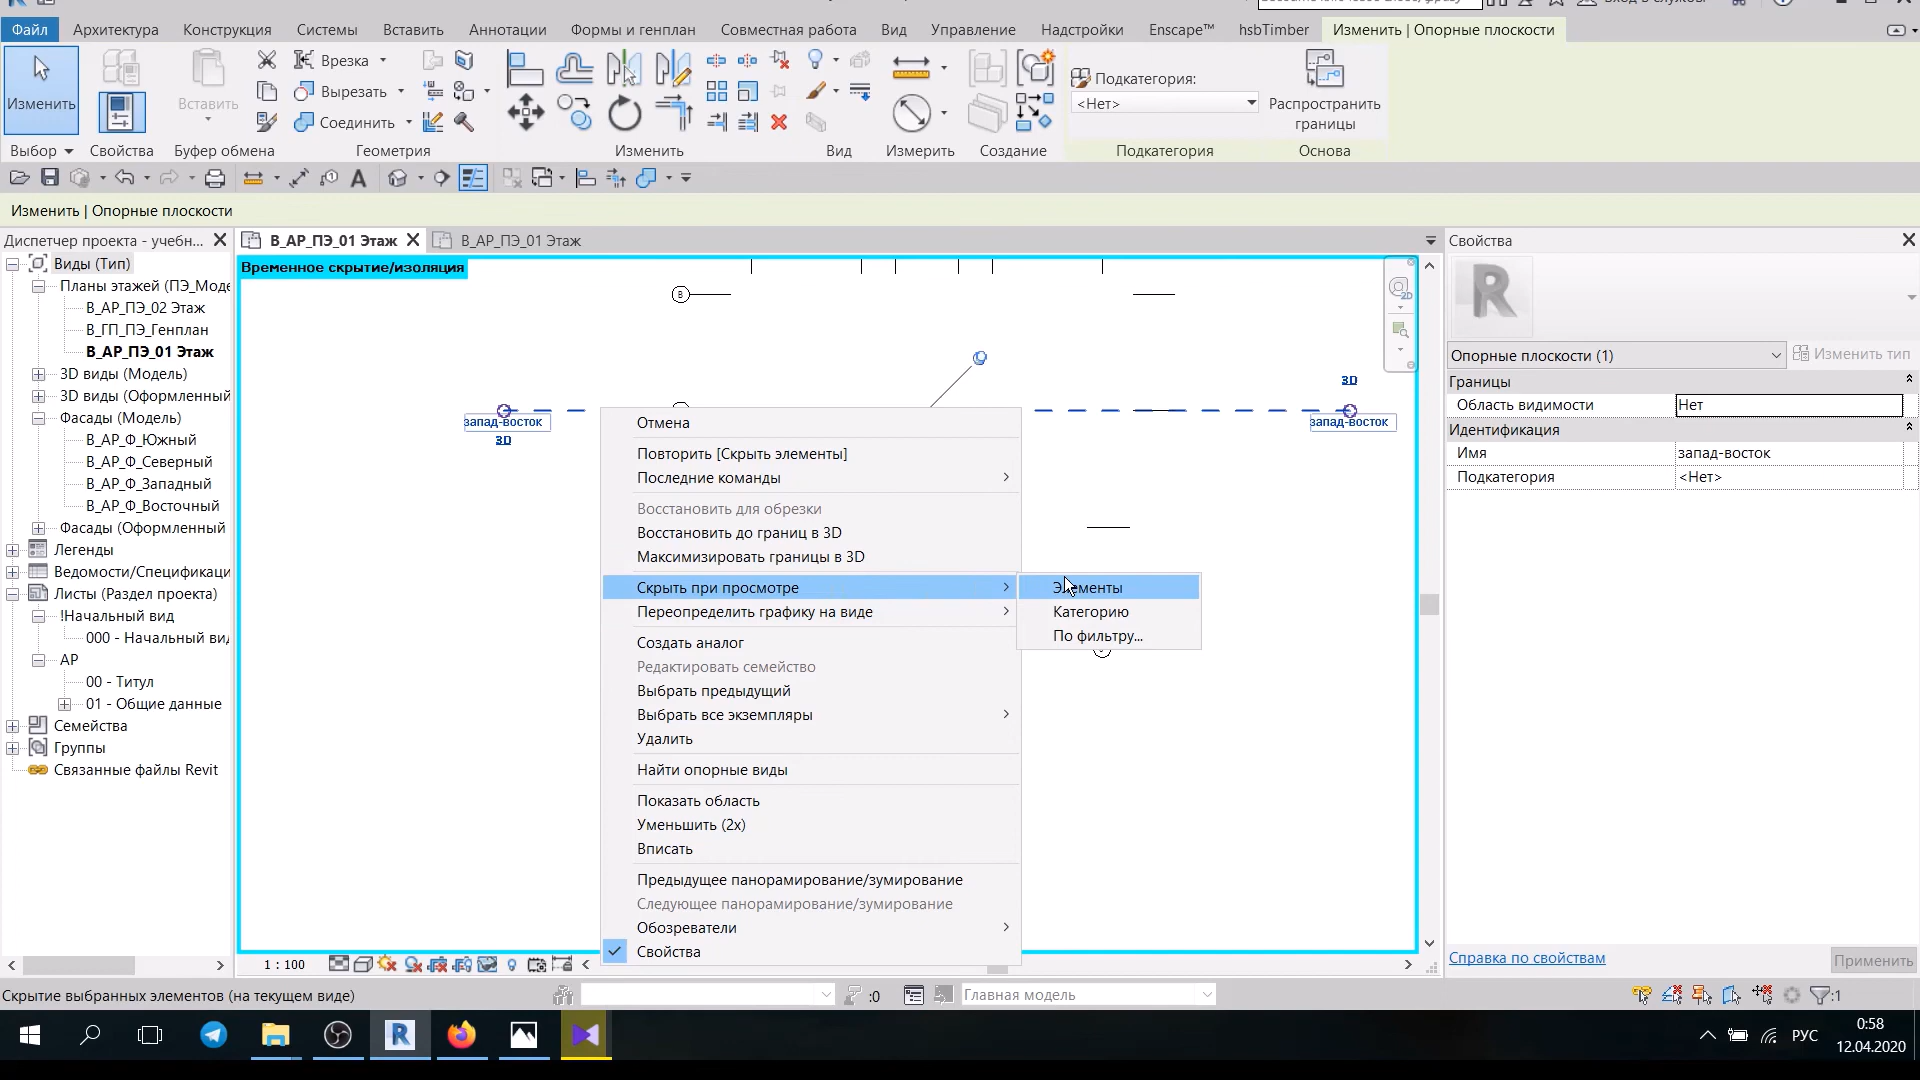 Файл
Архитектура
Конструкция
Системы
Вставить
Аннотации
Формы и генплан
Совместная работа
Вид
Управление
Надстройки
Enscape™
hsbTimber
Изменить | Опорные плоскости
Изменить
Вставить
Врезка
Вырезать
Соединить
Подкатегория:
<Нет>
Распространить
границы
Выбор
Свойства
Буфер обмена
Геометрия
Изменить
Вид
Измерить
Создание
Подкатегория
Основа
Изменить | Опорные плоскости
Диспетчер проекта - учебн...
В_АР_ПЭ_01 Этаж
В_АР_ПЭ_01 Этаж
Свойства
Виды (Тип)
Планы этажей (ПЭ_Моде
В_АР_ПЭ_02 Этаж
В_ГП_ПЭ_Генплан
В_АР_ПЭ_01 Этаж
3D виды (Модель)
3D виды (Оформленный
Фасады (Модель)
В_АР_Ф_Южный
В_АР_Ф_Северный
В_АР_Ф_Западный
В_АР_Ф_Восточный
Фасады (Оформленный
Легенды
Ведомости/Спецификаци
Листы (Раздел проекта)
!Начальный вид
000 - Начальный вид
АР
00 - Титул
01 - Общие данные
Семейства
Группы
Связанные файлы Revit
Временное скрытие/изоляция
В
2D
запад-восток
3D
3D
запад-восток
Отмена
Повторить [Скрыть элементы]
Последние команды
Восстановить для обрезки
Восстановить до границ в 3D
Максимизировать границы в 3D
Скрыть при просмотре
Переопределить графику на виде
Создать аналог
Редактировать семейство
Выбрать предыдущий
Выбрать все экземпляры
Удалить
Найти опорные виды
Показать область
Уменьшить (2x)
Вписать
Предыдущее панорамирование/зумирование
Следующее панорамирование/зумирование
Обозреватели
Свойства
Элементы
Категорию
По фильтру...
R
Опорные плоскости (1)
Изменить тип
Границы
Область видимости
Нет
Идентификация
Имя
запад-восток
Подкатегория
<Нет>
Справка по свойствам
Применить
1 : 100
Скрытие выбранных элементов (на текущем виде)
:0
Главная модель
:1
РУС
0:58
12.04.2020